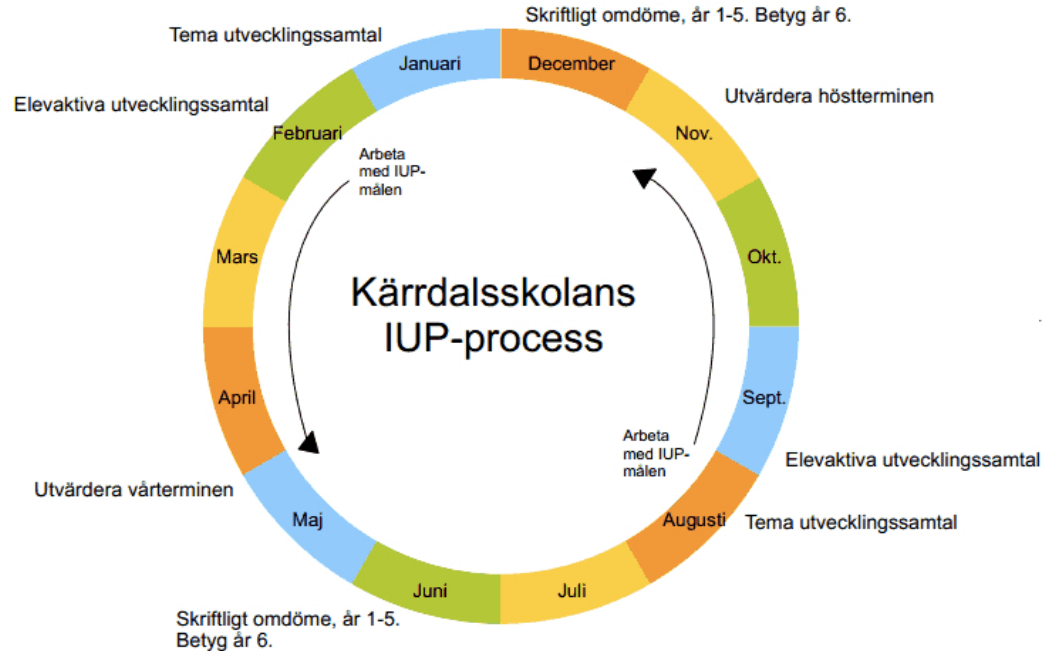 Skriftligt omdöme, år 1-5. Betyg år 6.
Tema utvecklingssamtal
Januari
December
Elevaktiva utvecklingssamtal
Utvärdera höstterminen
Februari
Nov.
Arbeta
med IUP-
målen
Mars
Okt.
Kärrdalsskolans
IUP-process
April
Sept.
Arbeta
med IUP-
målen
Elevaktiva utvecklingssamtal
Utvärdera vårterminen
Maj
Augusti
Tema utvecklingssamtal
Juni
Juli
Skriftligt omdöme, år 1-5.
Betyg år 6.